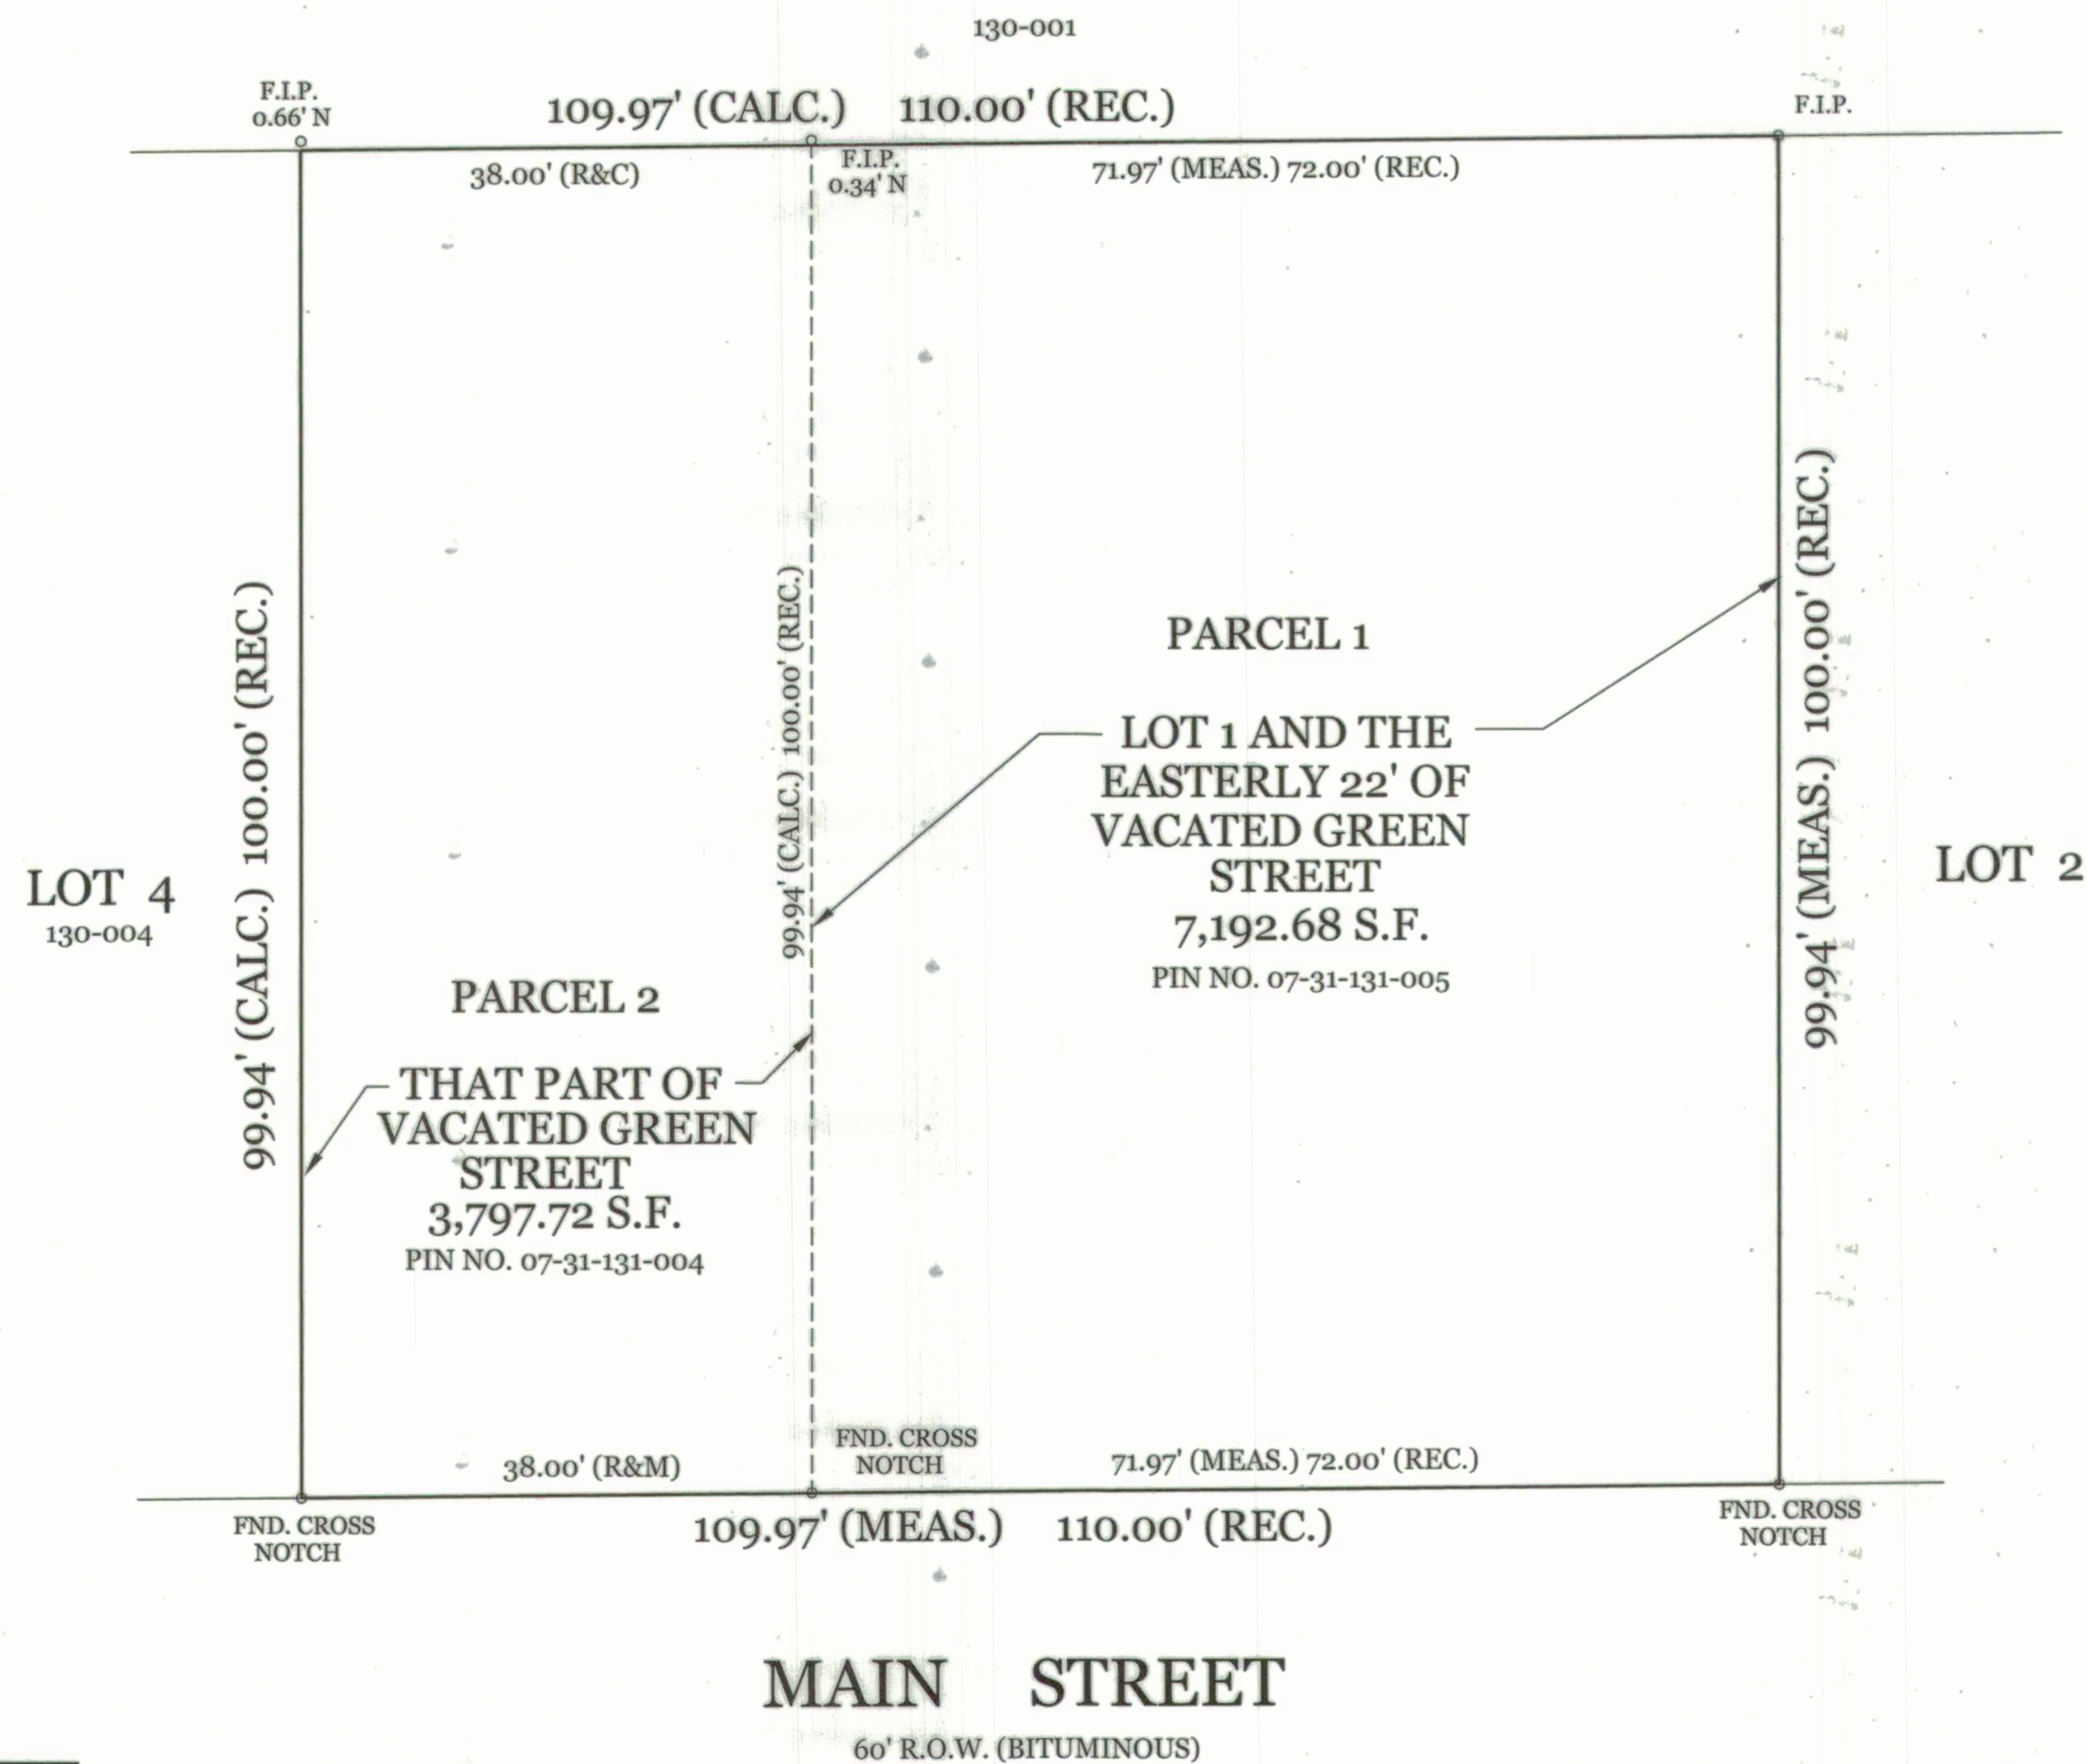 130-001
F.I.P.
0.66' N
109.97' (CALC.) 110.00' (REC.)
F.I.P.
38.00' (R&C)
F.I.P.
0.34' N
71.97' (MEAS.) 72.00' (REC.)
99.94' (CALC.) 100.00' (REC.)
99.94' (CALC.) 100.00' (REC.)
99.94' (MEAS.) 100.00' (REC.)
PARCEL 1
LOT 1 AND THE
EASTERLY 22' OF
VACATED GREEN
STREET
7,192.68 S.F.
PIN NO. 07-31-131-005
LOT 4
130-004
LOT 2
PARCEL 2
THAT PART OF
VACATED GREEN
STREET
3,797.72 S.F.
PIN NO. 07-31-131-004
38.00' (R&M)
FND. CROSS
NOTCH
71.97' (MEAS.) 72.00' (REC.)
FND. CROSS
NOTCH
109.97' (MEAS.) 110.00' (REC.)
FND. CROSS
NOTCH
MAIN STREET
60' R.O.W. (BITUMINOUS)